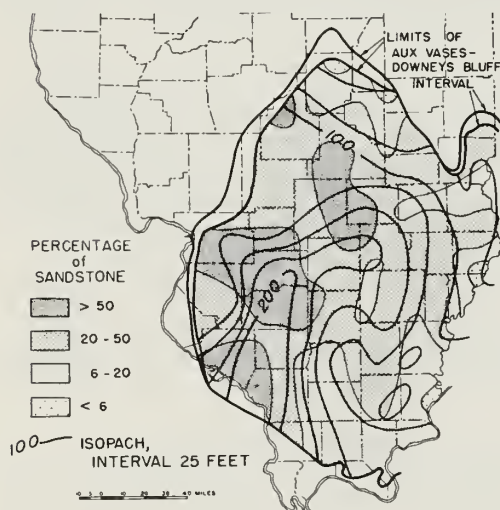 LIMITS OF
AUX VASES-
DOWNEYS BLUFF
INTERVAL
100
200
PERCENTAGE
of
SANDSTONE
> 50
20 - 50
6 - 20
< 6
100 ISOPACH,
INTERVAL 25 FEET
40 MILES